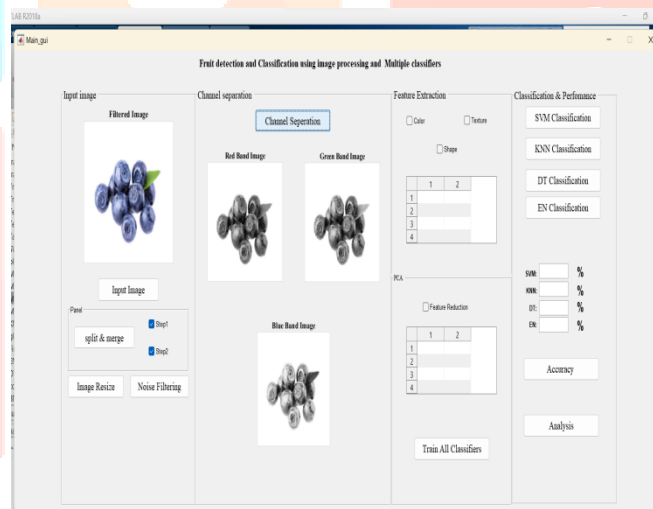 LAB R2018a
Main_gui
Fruit detection and Classification using image processing and Multiple classifiers
Input image
Filtered Image
Input Image
Panel
split & merge
Step1
Step2
Image Resize
Noise Filtering
Channel separation
Channel Seperation
Red Band Image
Green Band Image
Blue Band Image
Feature Extraction
Color
Texture
Shape
1 2
1
2
3
4
PCA
Feature Reduction
1 2
1
2
3
4
Train All Classifiers
Classification & Perfomance
SVM Classification
KNN Classification
DT Classification
EN Classification
SVM: %
KNN: %
DT: %
EN: %
Accuracy
Analysis